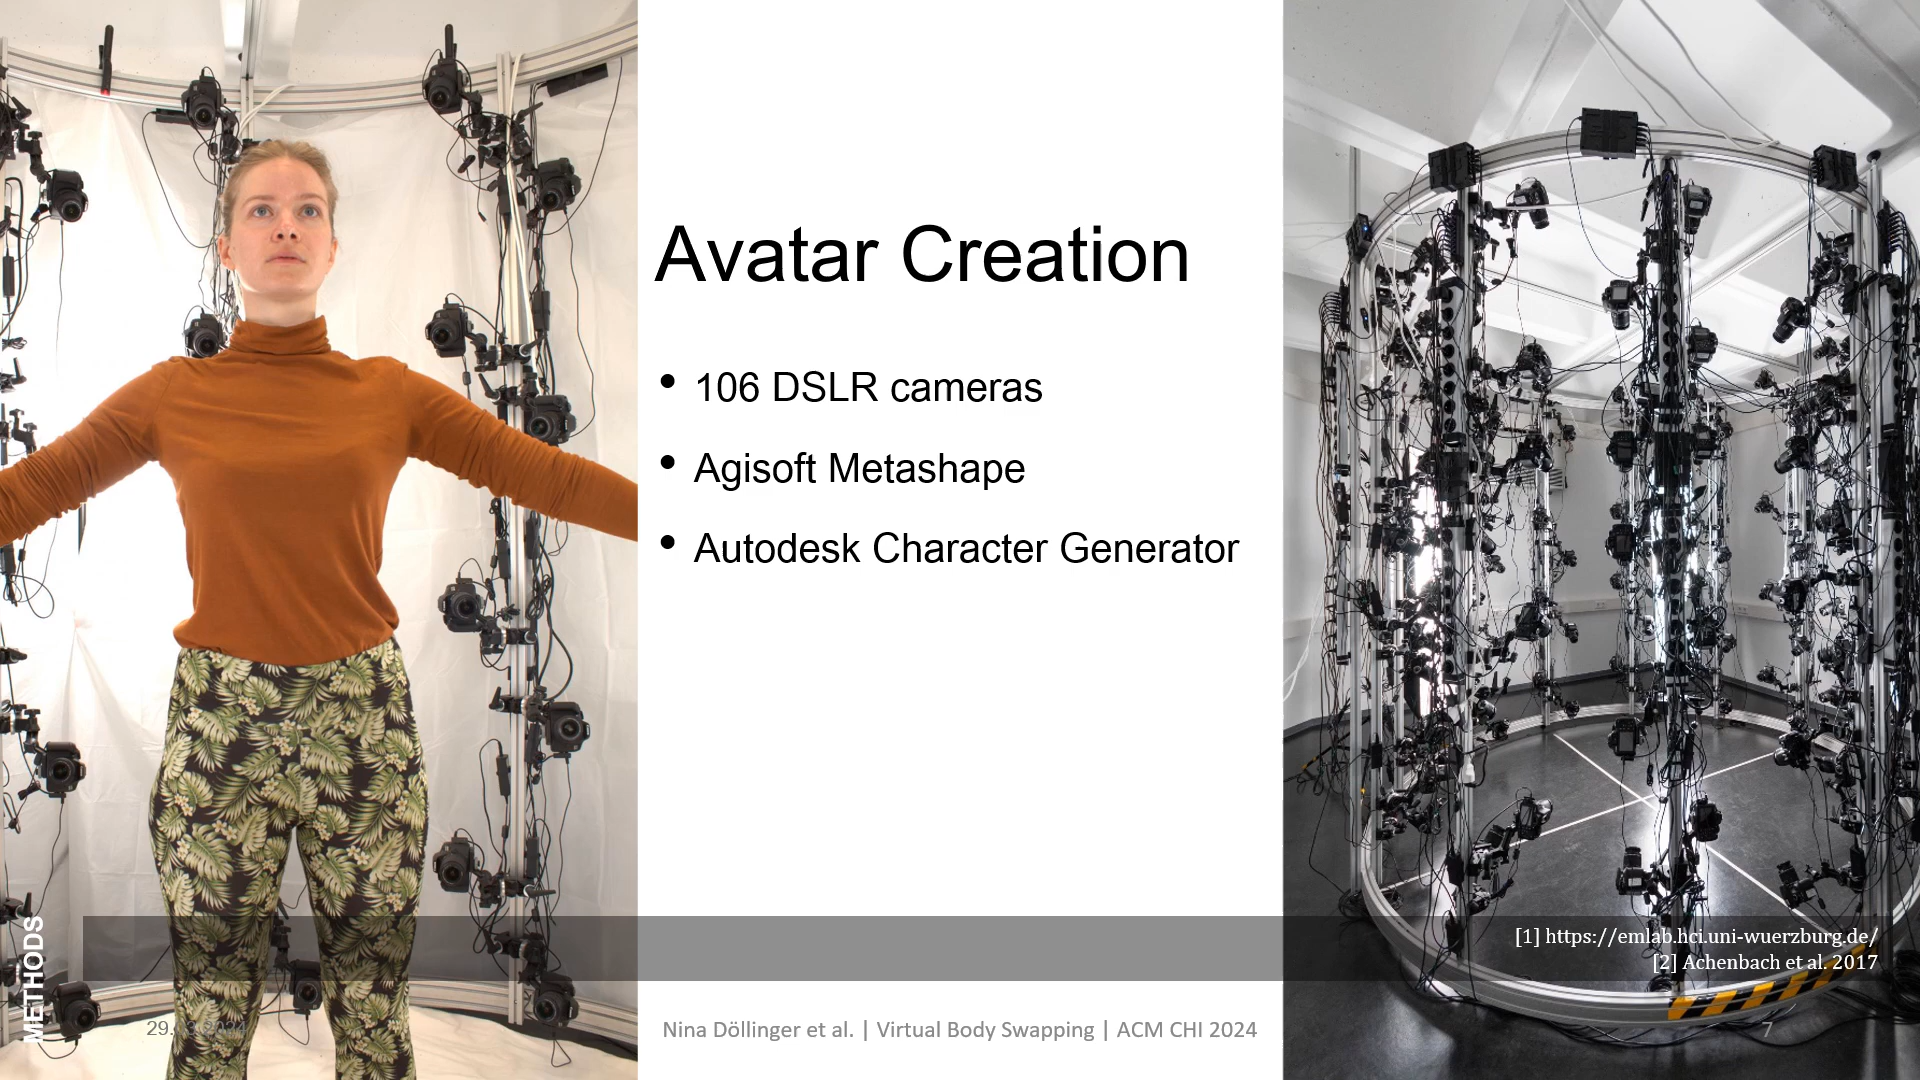 Avatar Creation
• 106 DSLR cameras
• Agisoft Metashape
• Autodesk Character Generator
[1] https://emlab.hci.uni-wuerzburg.de/
[2] Achenbach et al. 2017
METHODS
Nina Döllinger et al. | Virtual Body Swapping | ACM CHI 2024
7